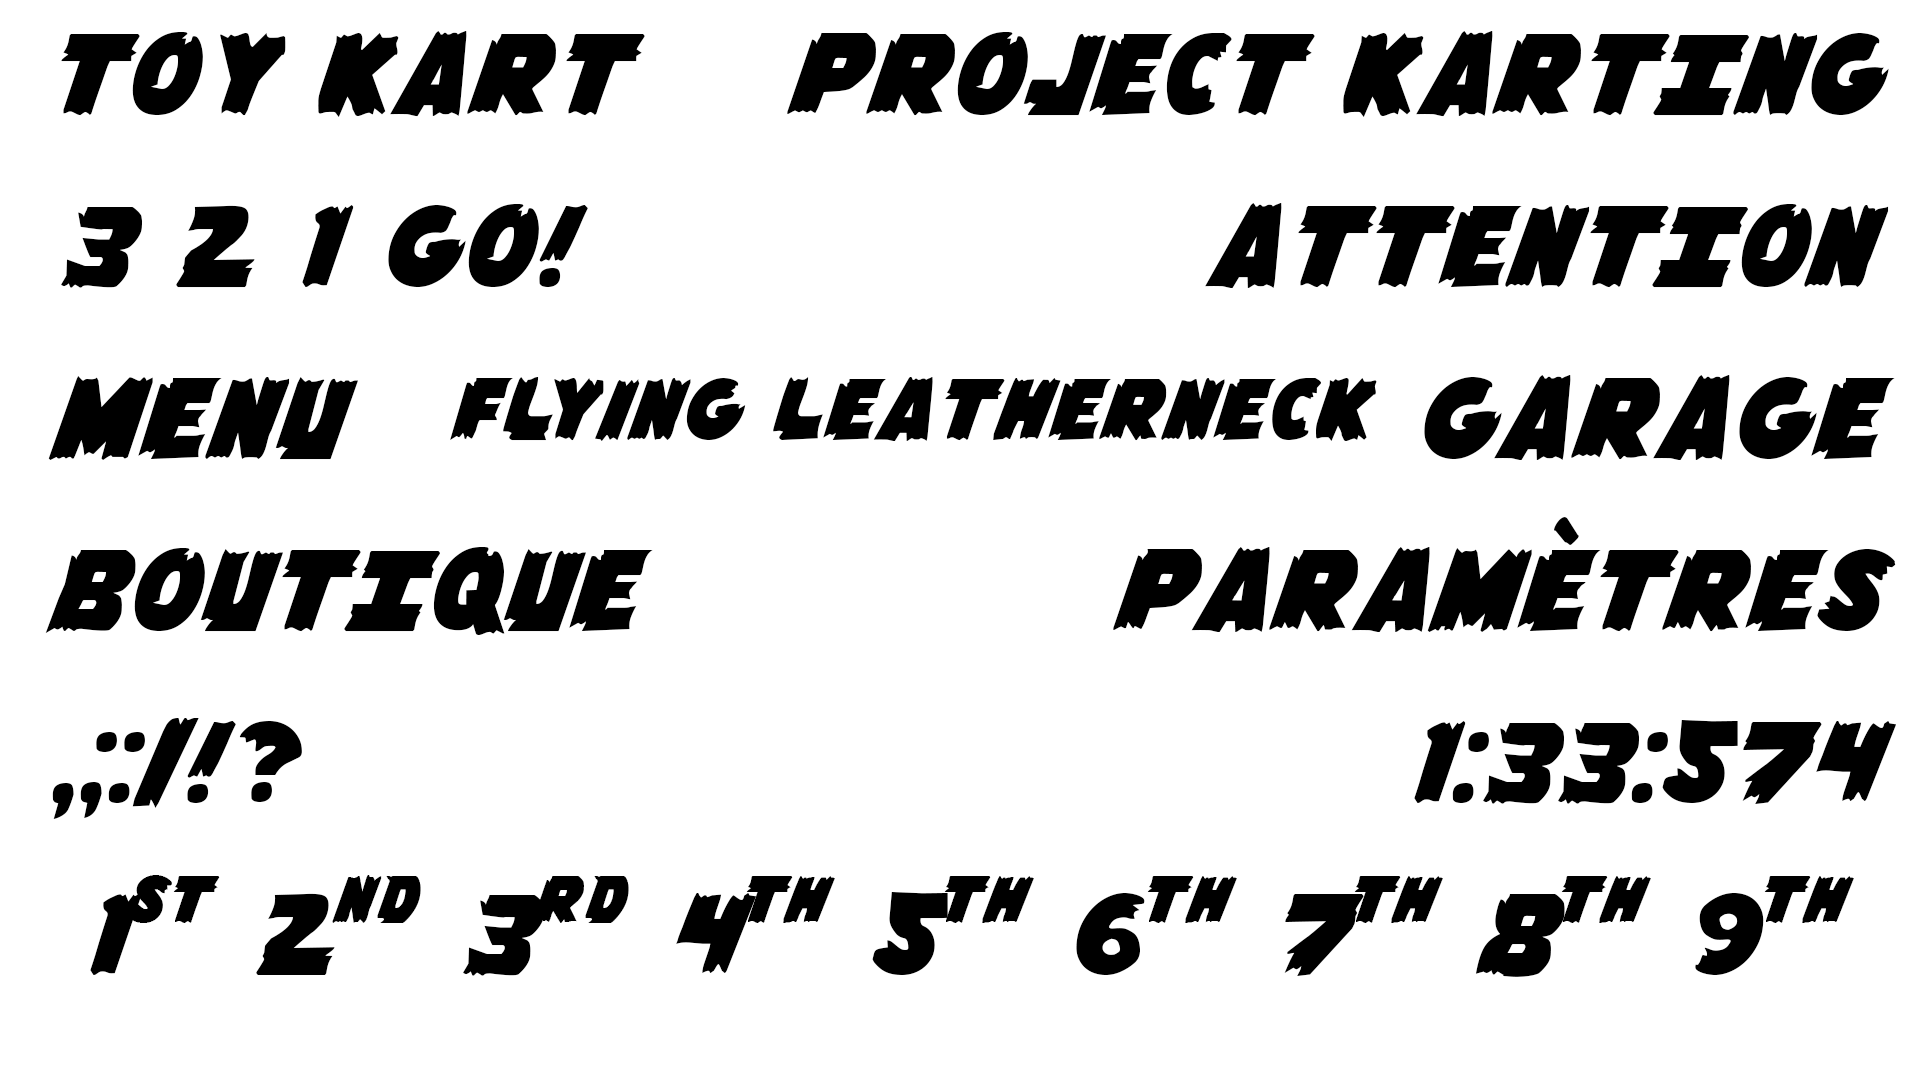 TOY KART PROJECT KARTING
3 2 1 GO! ATTENTION
MENU FLYING LEATHERNECK GARAGE
BOUTIQUE PARAMÈTRES
,;:/!? 1:33:574
1ST 2ND 3RD 4TH 5TH 6TH 7TH 8TH 9TH